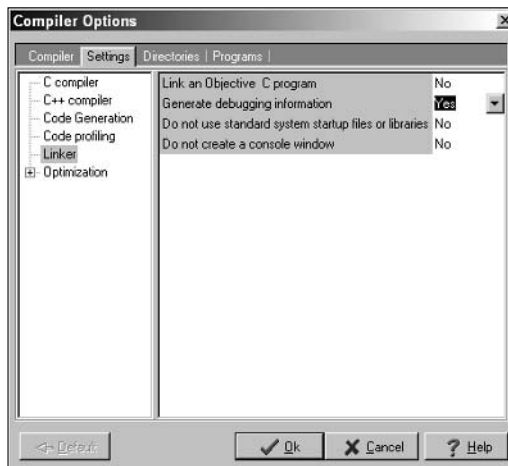 Compiler Options
Compiler Settings Directories Programs
C compiler
C++ compiler
Code Generation
Code profiling
Linker
Optimization
Link an Objective C program No
Generate debugging information Yes
Do not use standard system startup files or libraries No
Do not create a console window No
Default Ok Cancel Help